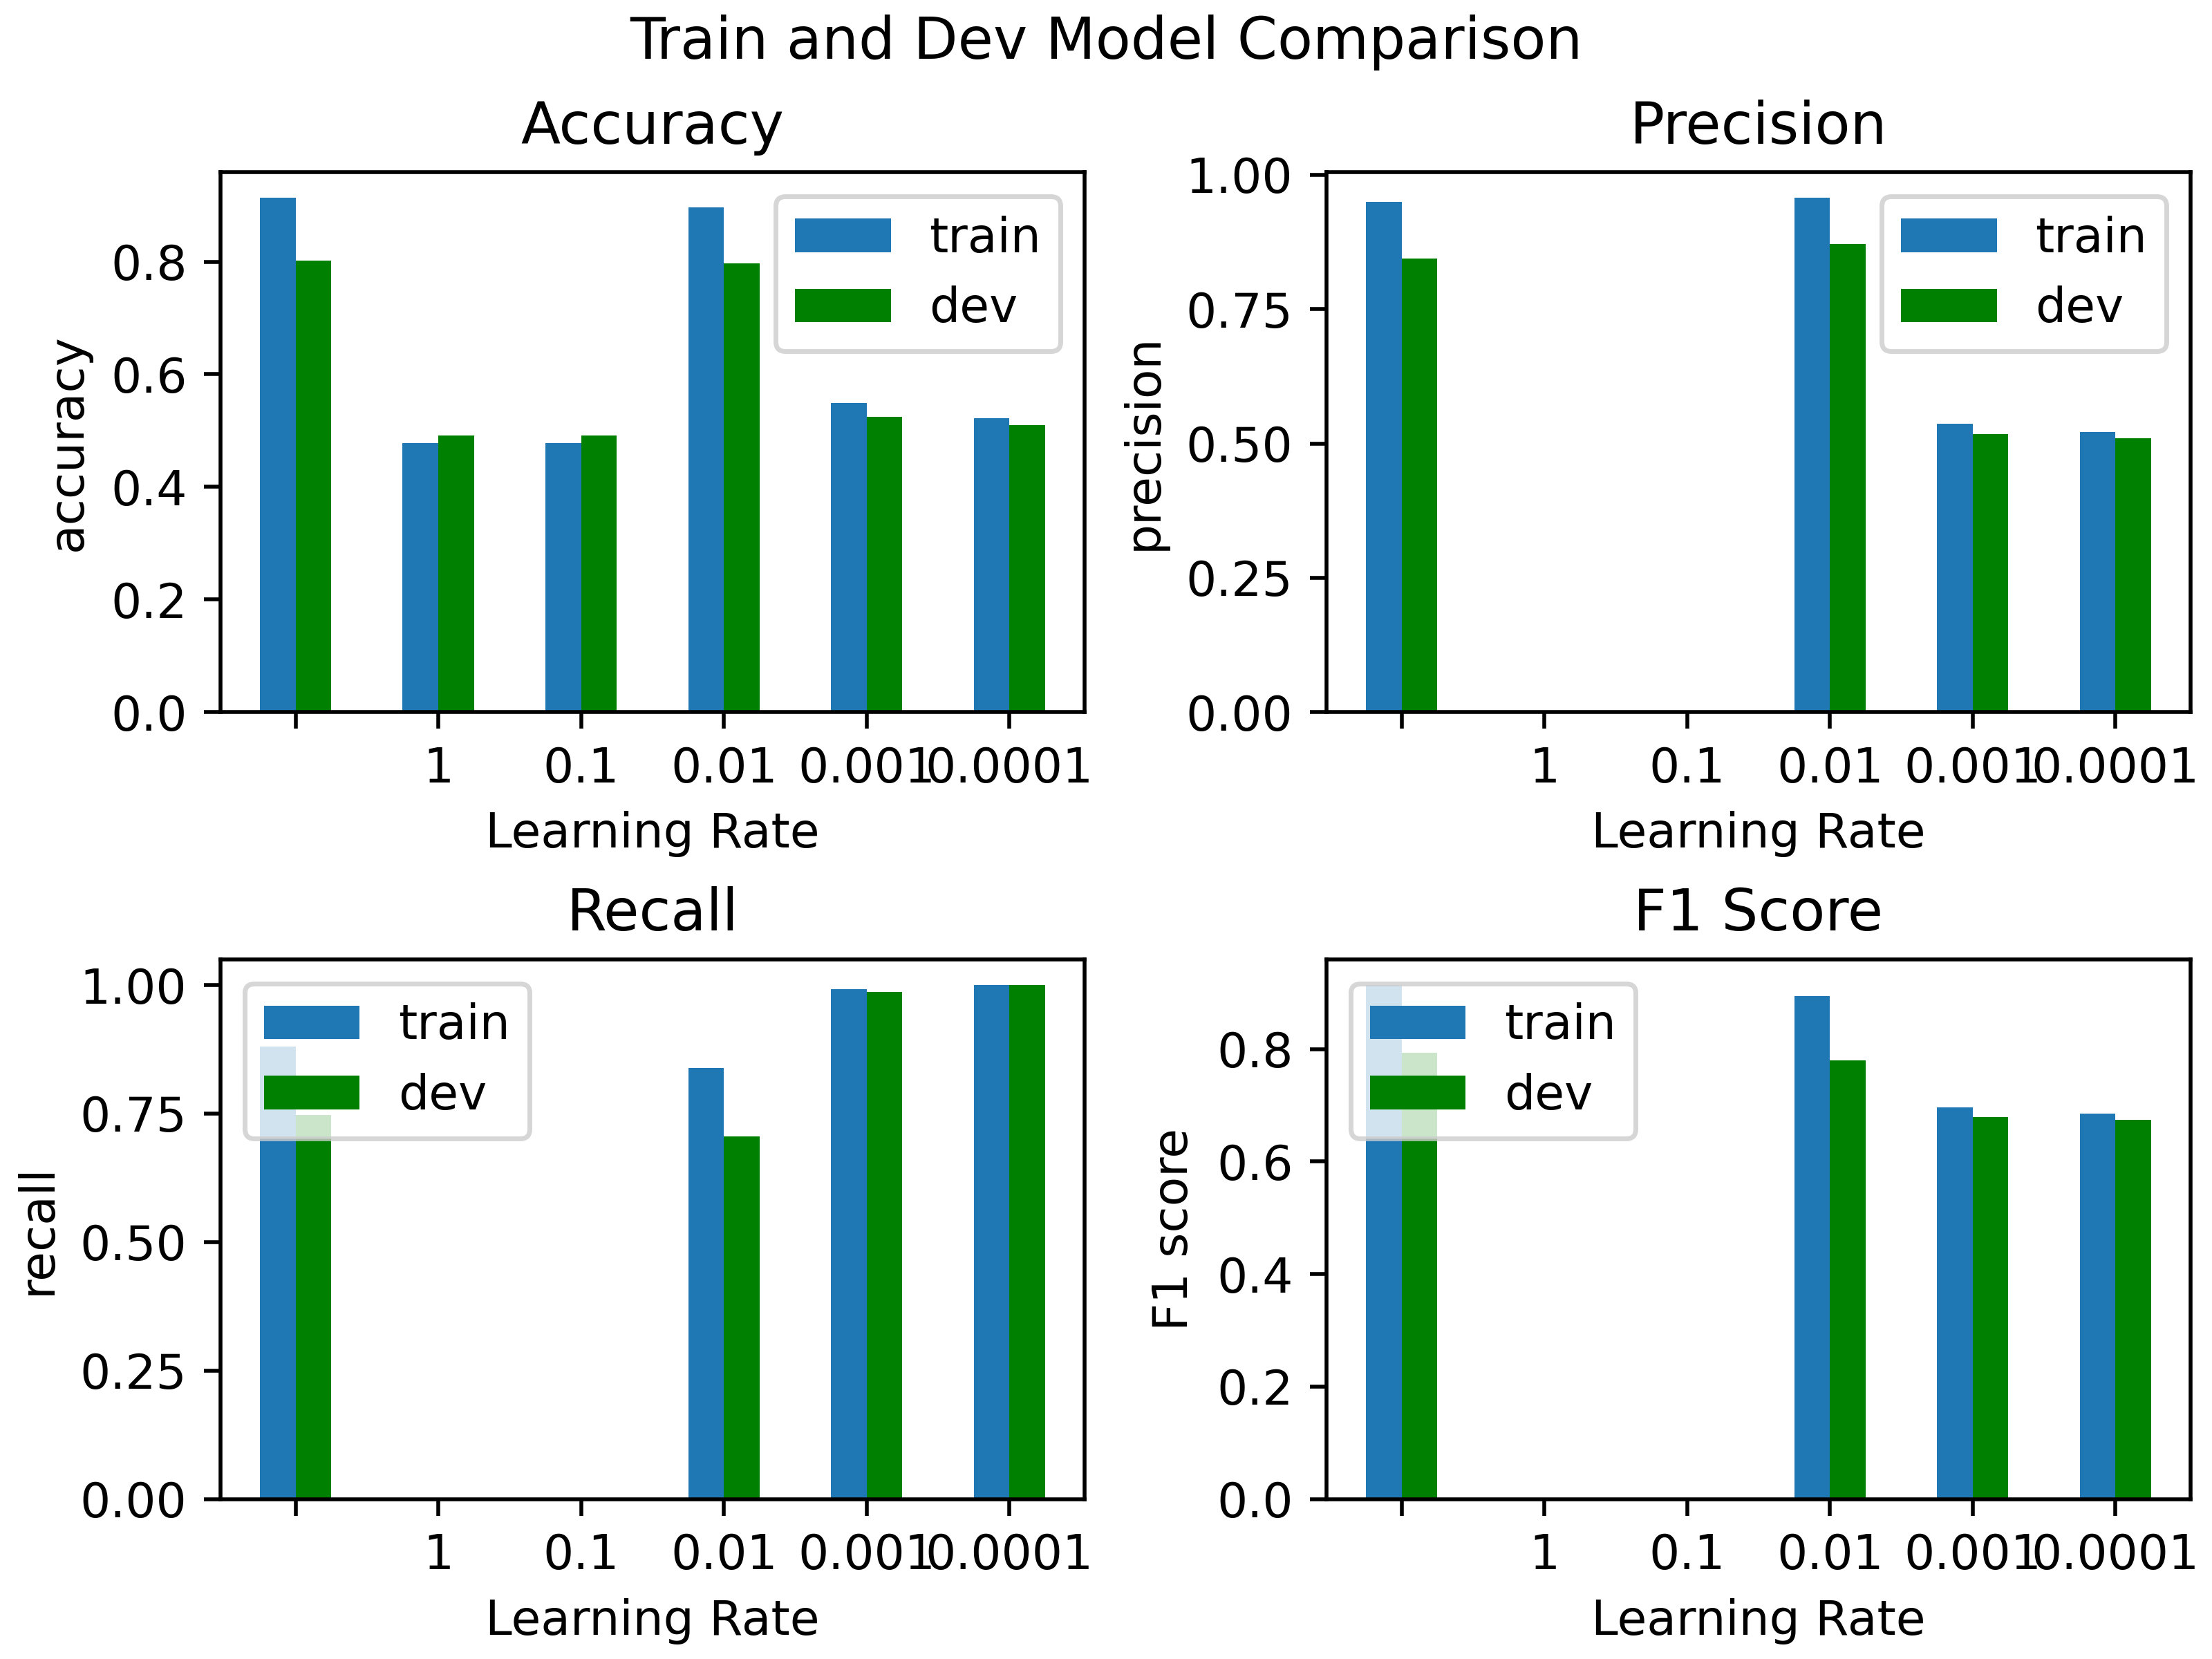 Train and Dev Model Comparison
Accuracy
accuracy
0.8
0.6
0.4
0.2
0.0
train
dev
1 0.1 0.01 0.001 0.0001
Learning Rate
Precision
precision
1.00
0.75
0.50
0.25
0.00
train
dev
1 0.1 0.01 0.001 0.0001
Learning Rate
Recall
recall
1.00
0.75
0.50
0.25
0.00
train
dev
1 0.1 0.01 0.001 0.0001
Learning Rate
F1 Score
F1 score
0.8
0.6
0.4
0.2
0.0
train
dev
1 0.1 0.01 0.001 0.0001
Learning Rate